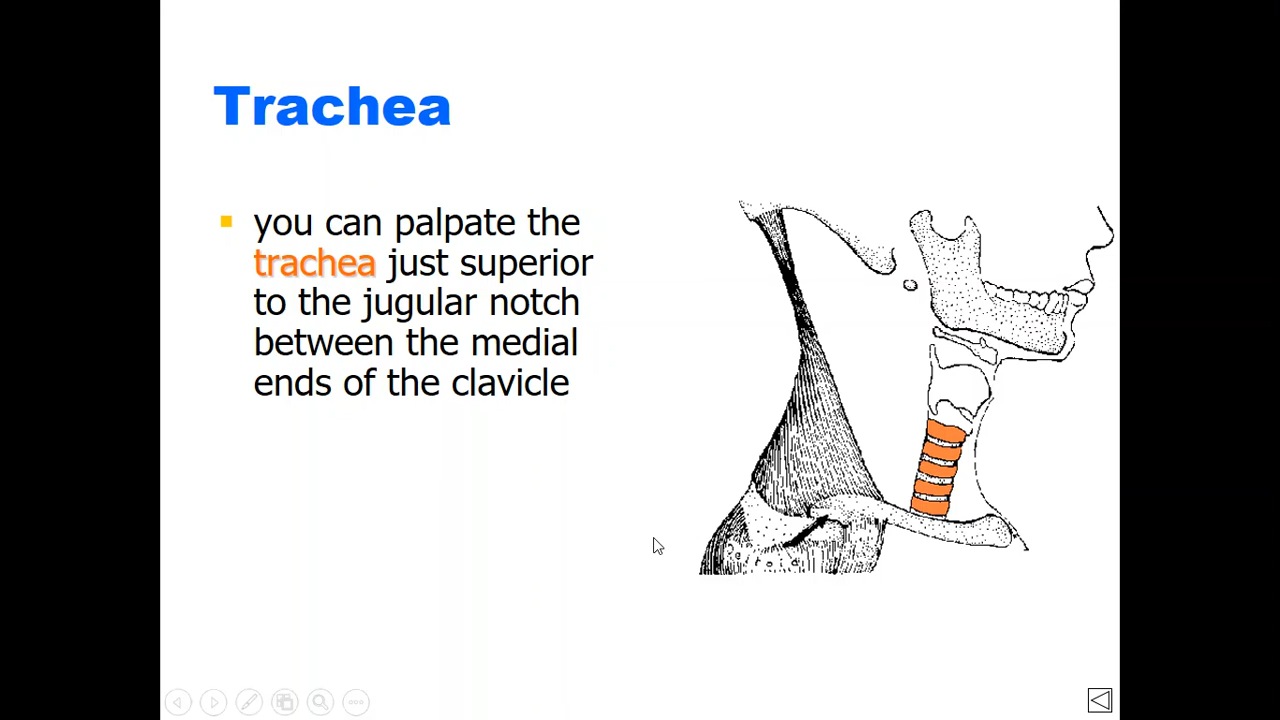 Trachea
you can palpate the
trachea just superior
to the jugular notch
between the medial
ends of the clavicle